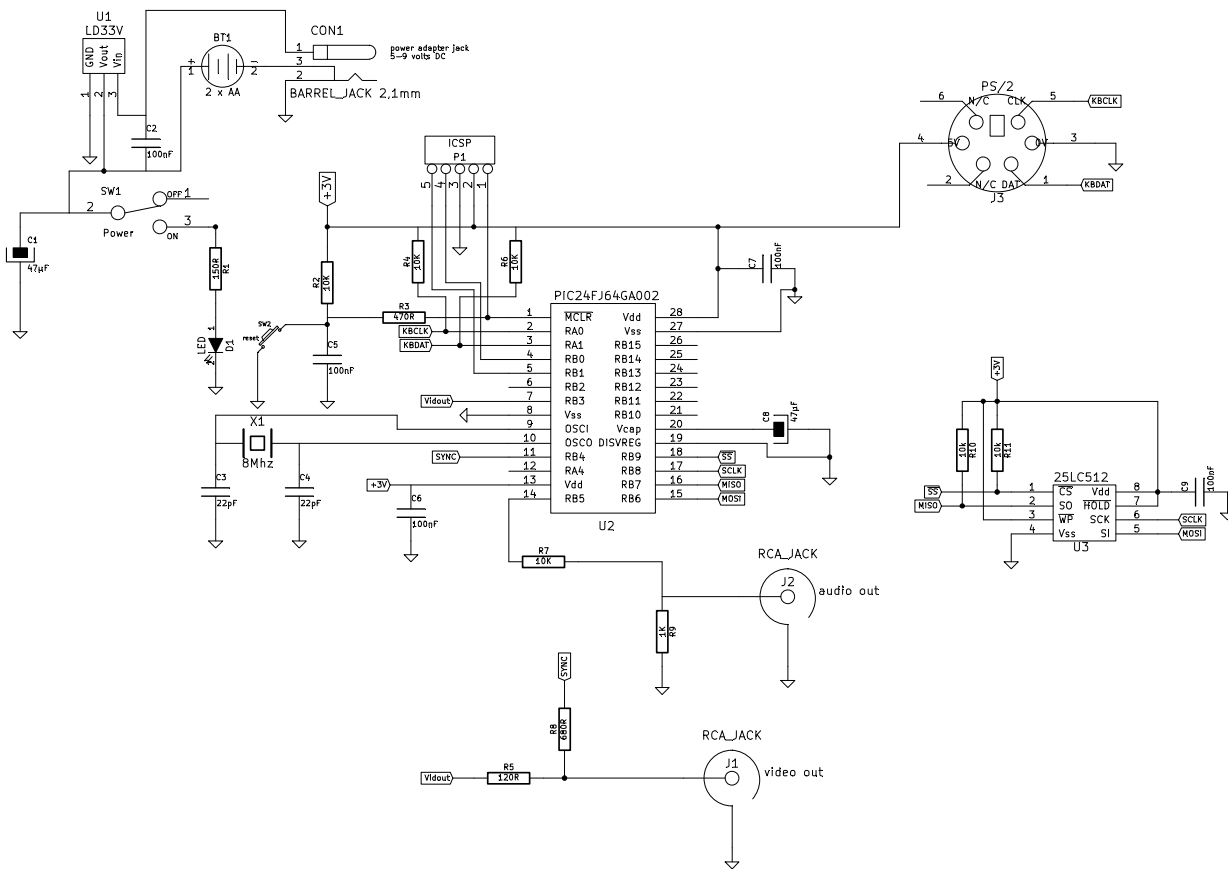 U1
LD33V
GND
Vout
Vin
1
2
3
C2
100nF
BT1
+
1
-
2
2 x AA
CON1
1
3
2
power adapter jack
5-9 volts DC
BARREL_JACK 2,1mm
SW1
2
OFF 1
3
ON
Power
C1
47µF
150R
R1
1
LED
D1
2
+3V
R2
10K
SW2
reset
C5
100nF
ICSP
P1
5
4
3
2
1
R4
10K
R6
10K
R3
470R
KBCLK
KBDAT
Vidout
SYNC
+3V
X1
8Mhz
C3
22pF
C4
22pF
C6
100nF
PIC24FJ64GA002
1 MCLR Vdd 28
2 RA0 Vss 27
3 RA1 RB15 26
4 RB0 RB14 25
5 RB1 RB13 24
6 RB2 RB12 23
7 RB3 RB11 22
8 Vss RB10 21
9 OSCI Vcap 20
10 OSCO DISVREG 19
11 RB4 RB9 18
12 RA4 RB8 17
13 Vdd RB7 16
14 RB5 RB6 15
U2
SS
SCLK
MISO
MOSI
C7
100nF
C8
47µF
PS/2
6 N/C CLK 5
KBCLK
4 5V 0V 3
2 N/C DAT 1
KBDAT
J3
+3V
10k
R10
10k
R11
25LC512
SS 1 CS Vdd 8
MISO 2 SO HOLD 7
3 WP SCK 6 SCLK
4 Vss SI 5 MOSI
U3
C9
100nF
R7
10K
1K
R9
RCA_JACK
J2
audio out
SYNC
R8
680R
Vidout
R5
120R
RCA_JACK
J1
video out